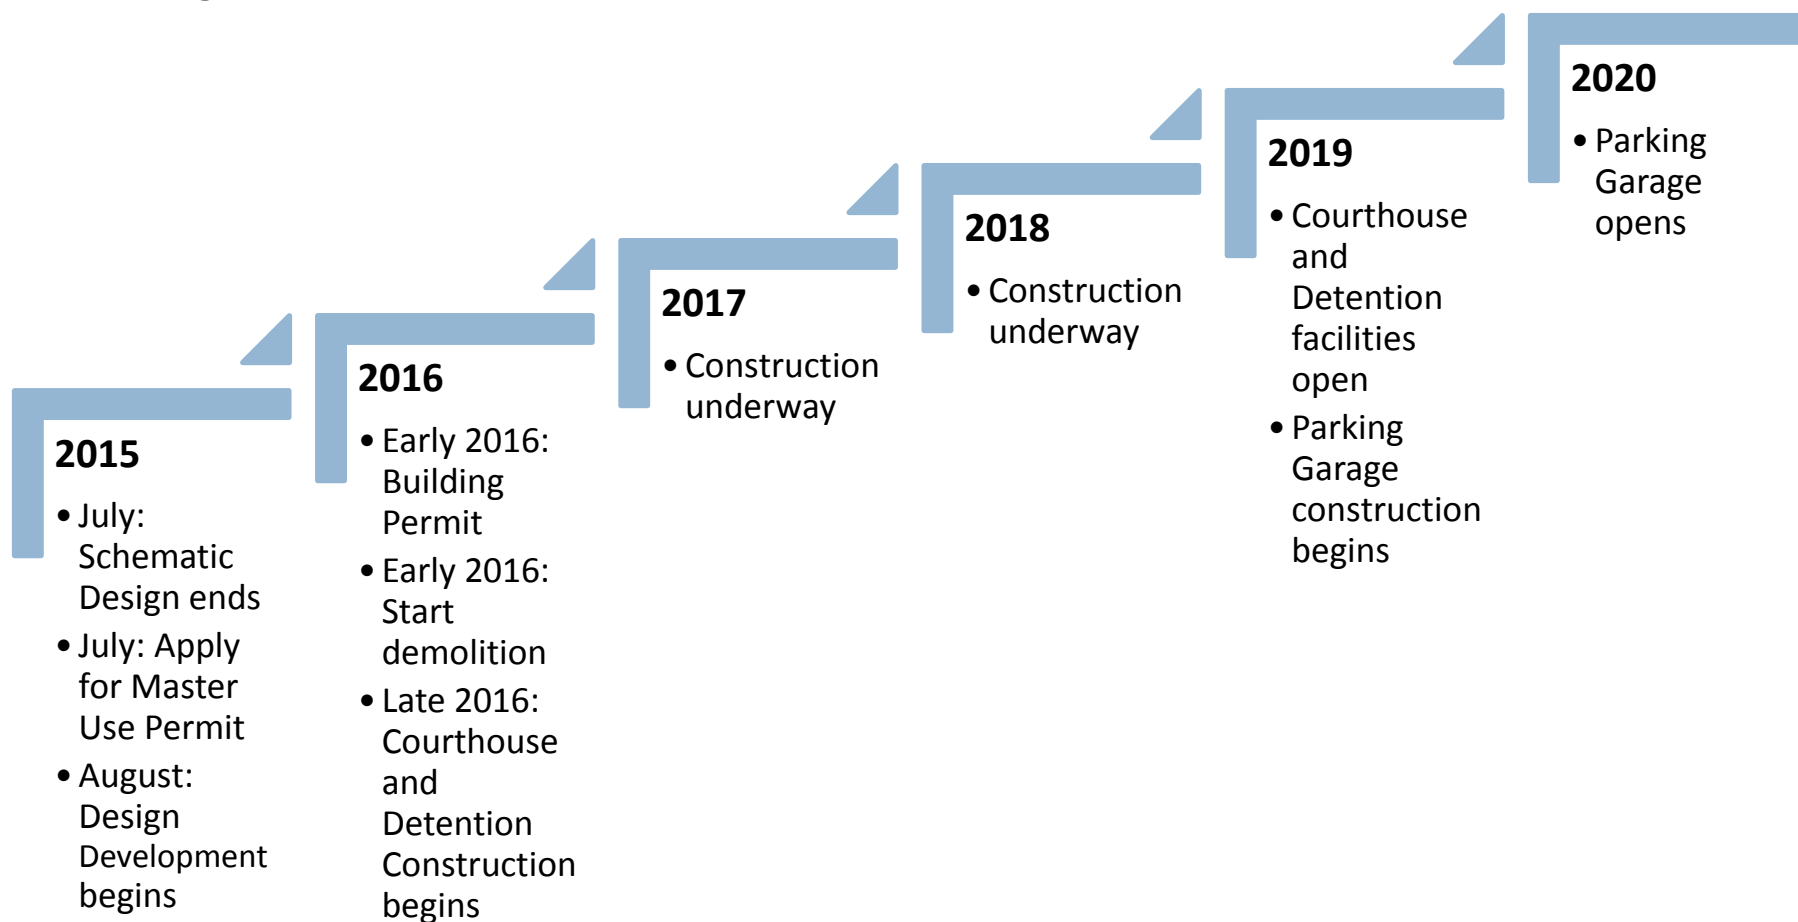 2015
• July:
Schematic
Design ends
• July: Apply
for Master
Use Permit
• August:
Design
Development
begins
2016
• Early 2016:
Building
Permit
• Early 2016:
Start
demolition
• Late 2016:
Courthouse
and
Detention
Construction
begins
2017
• Construction
underway
2018
• Construction
underway
2019
• Courthouse
and
Detention
facilities
open
• Parking
Garage
construction
begins
2020
• Parking
Garage
opens